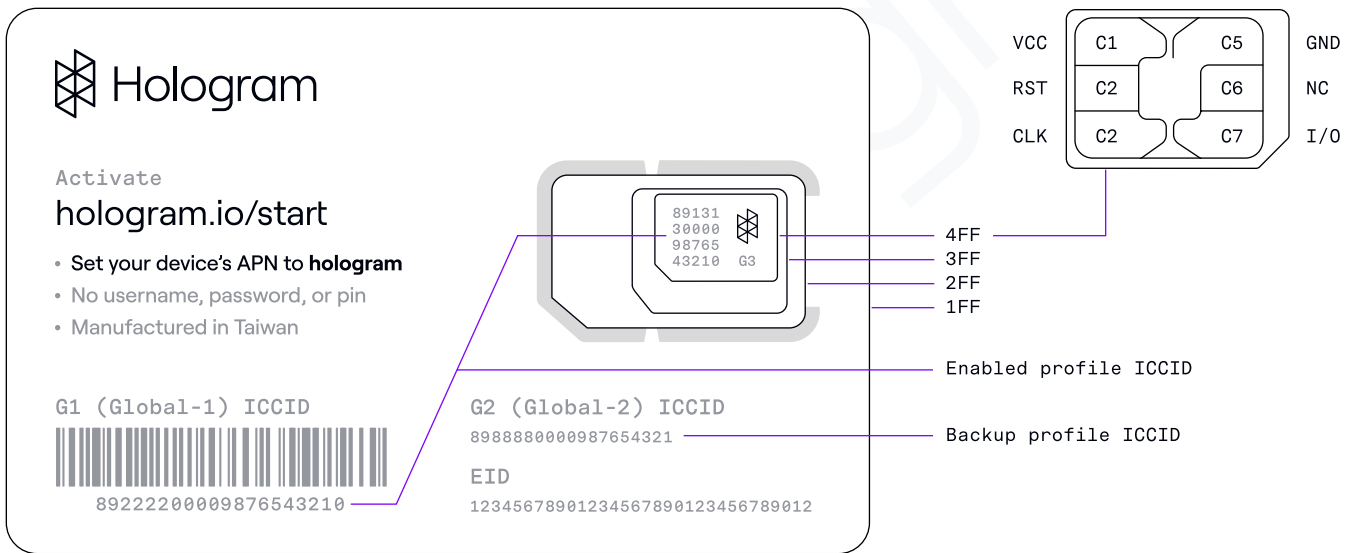 Hologram
Activate
hologram.io/start
• Set your device's APN to hologram
• No username, password, or pin
• Manufactured in Taiwan
89131
30000
98765
43210 G3
G1 (Global-1) ICCID
89222200009876543210
G2 (Global-2) ICCID
8988880000987654321
EID
12345678901234567890123456789012
VCC C1 C5 GND
RST C2 C6 NC
CLK C2 C7 I/O
4FF
3FF
2FF
1FF
Enabled profile ICCID
Backup profile ICCID